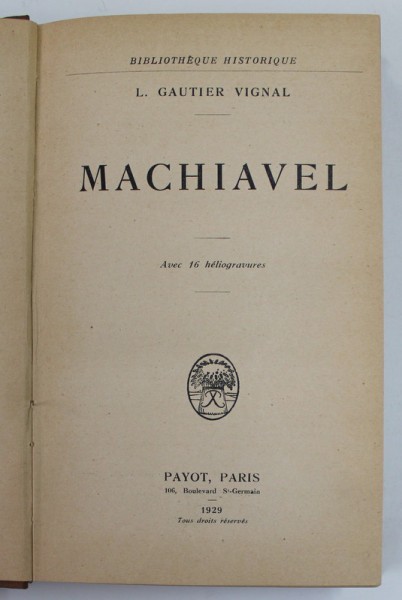 BIBLIOTHÈQUE HISTORIQUE
L. GAUTIER VIGNAL
MACHIAVEL
Avec 16 héliogravures
PAYOT, PARIS
106, Boulevard St-Germain
1929
Tous droits réservés